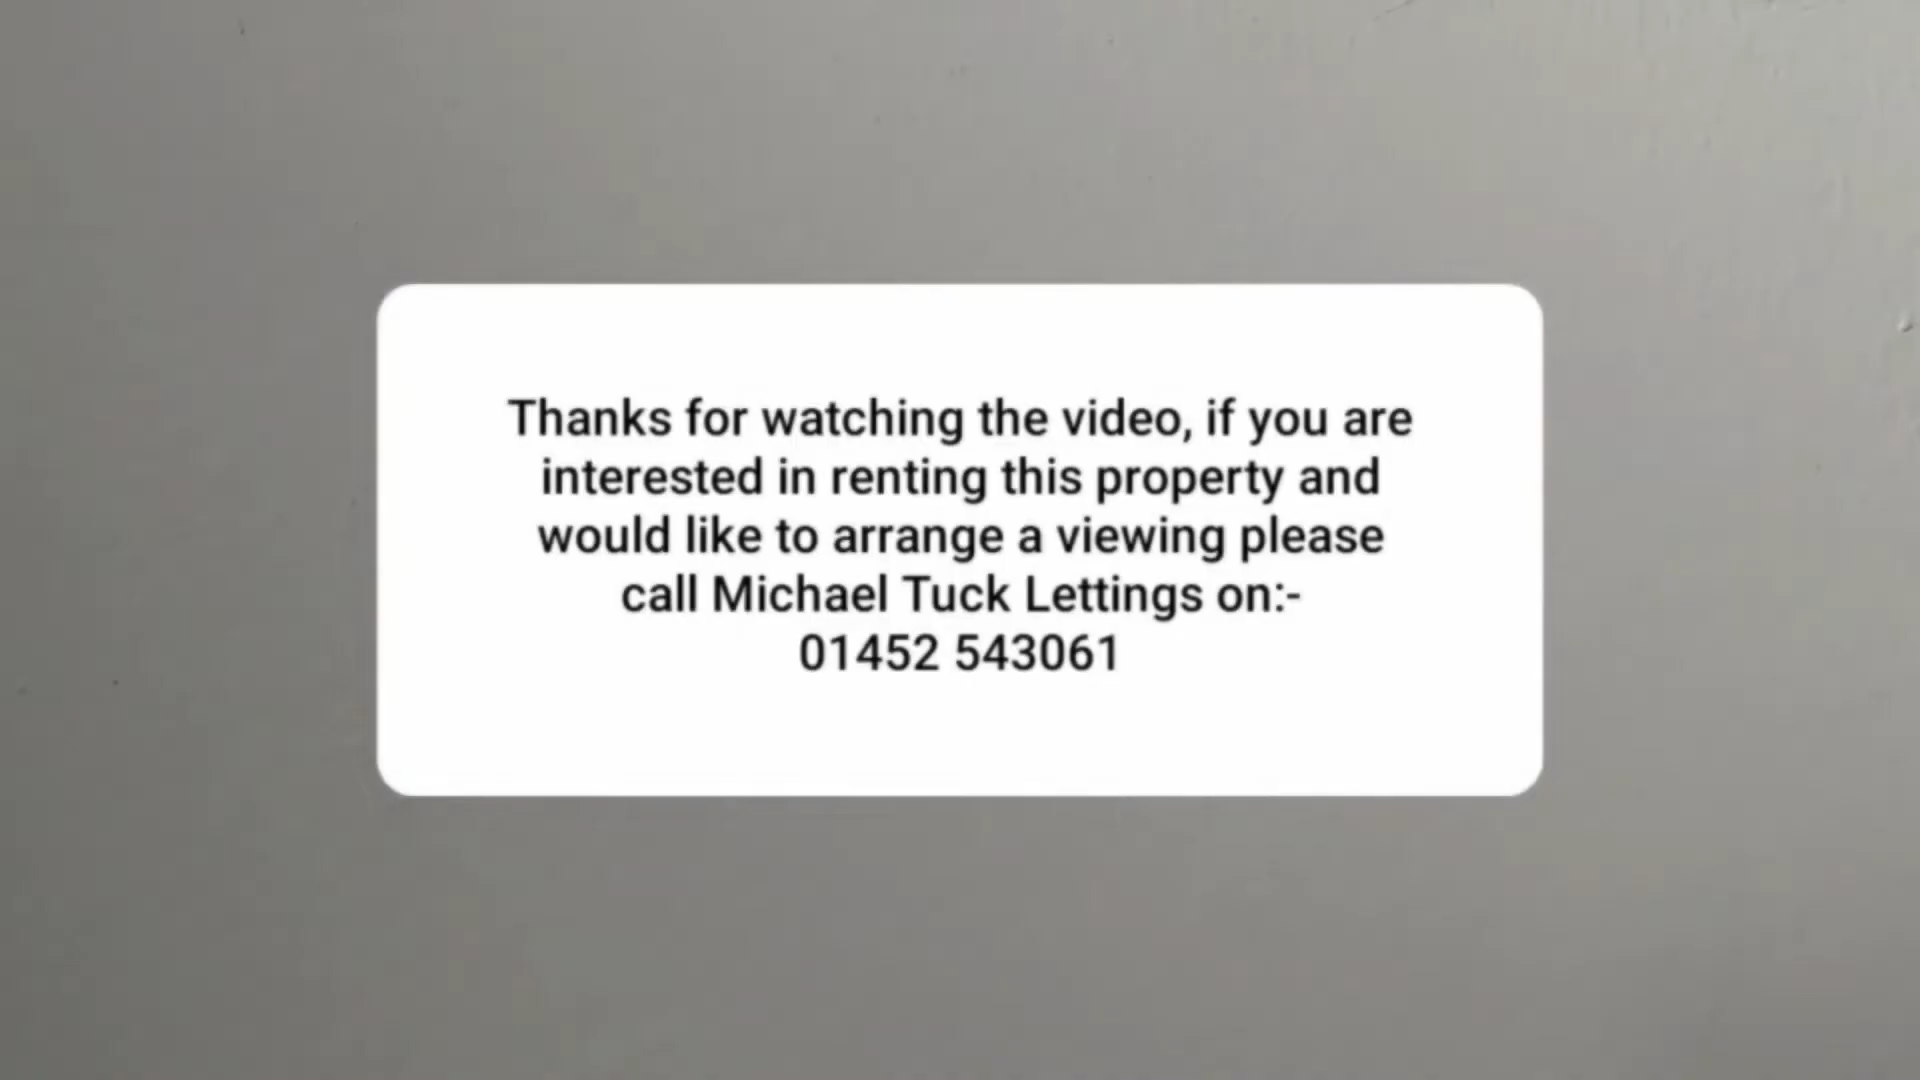 Thanks for watching the video, if you are
interested in renting this property and
would like to arrange a viewing please
call Michael Tuck Lettings on:-
01452 543061